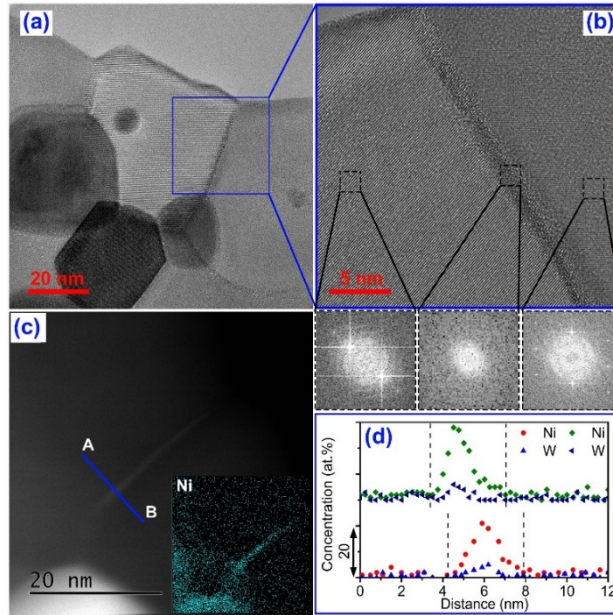 (a)
20 nm
(b)
5 nm
(c)
A
B
Ni
20 nm
(d)
Ni Ni
W W
Concentration (at.%)
20
0 2 4 6 8 10 12
Distance (nm)